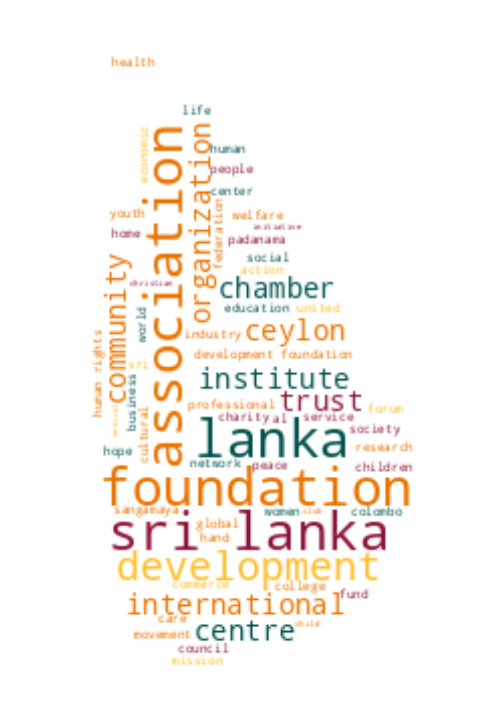 health
life
economic
association
organization
human
people
center
youth
welfare
federation
initiative
home
padanama
community
social
action
christian
chamber
world
education
united
human rights
industry
ceylon
development foundation
sri
institute
business
professional
trust
forum
cultural
charity
al
service
lanka
society
hope
research
network
peace
children
foundation
sangamaya
women
club
colombo
sri lanka
global
hand
development
commerce
college
fund
international
care
child
movement
centre
council
mission